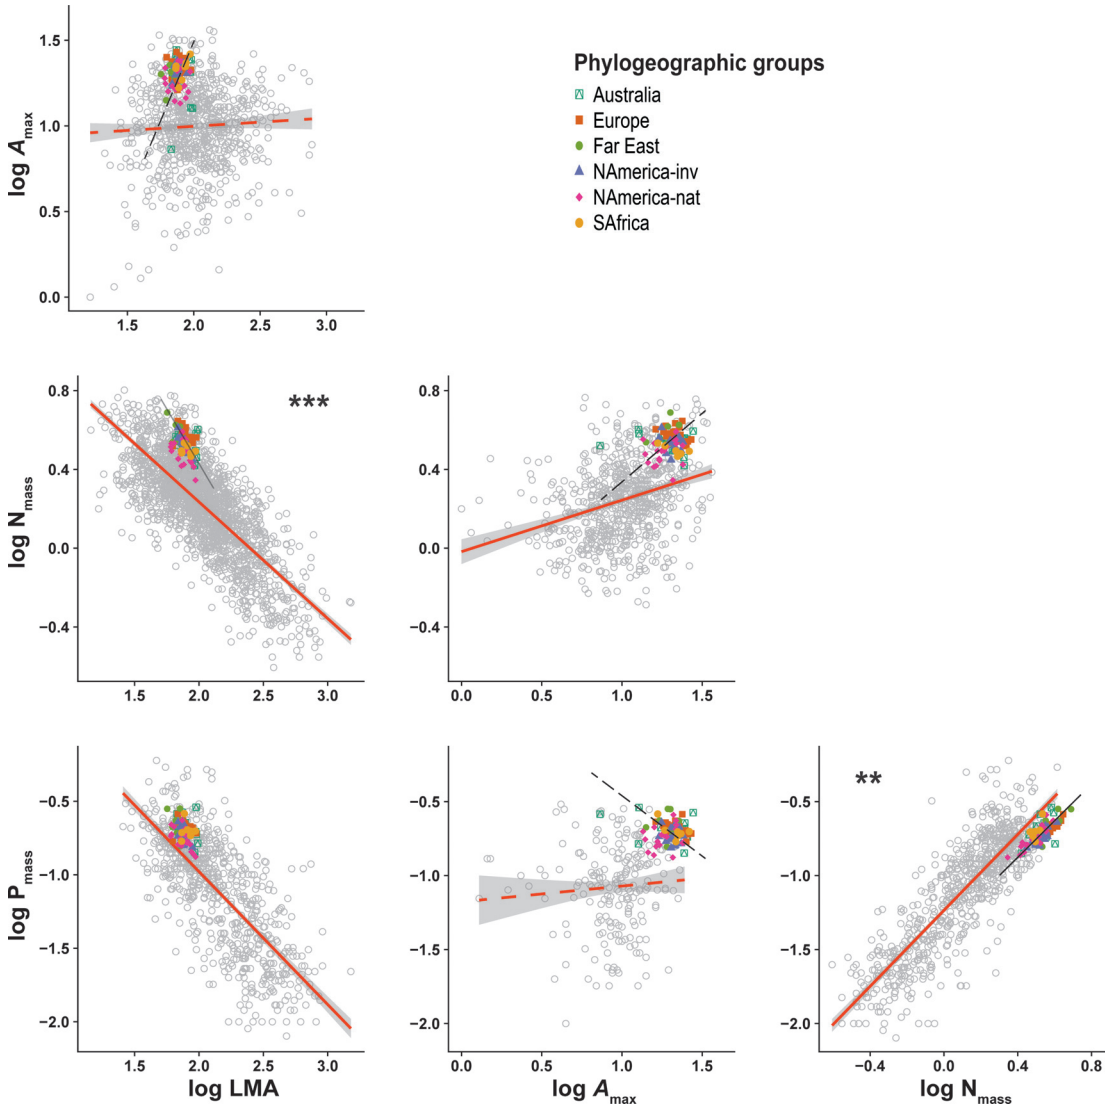 Phylogeographic groups
Australia
Europe
Far East
NAmerica-inv
NAmerica-nat
SAfrica
log Amax
1.5
1.0
0.5
0.0
1.5 2.0 2.5 3.0
log Nmass
0.8
0.4
0.0
−0.4
***
1.5 2.0 2.5 3.0
0.8
0.4
0.0
−0.4
0.0 0.5 1.0 1.5
log Pmass
−0.5
−1.0
−1.5
−2.0
1.5 2.0 2.5 3.0
log LMA
−0.5
−1.0
−1.5
−2.0
0.0 0.5 1.0 1.5
log Amax
**
−0.5
−1.0
−1.5
−2.0
−0.4 0.0 0.4 0.8
log Nmass